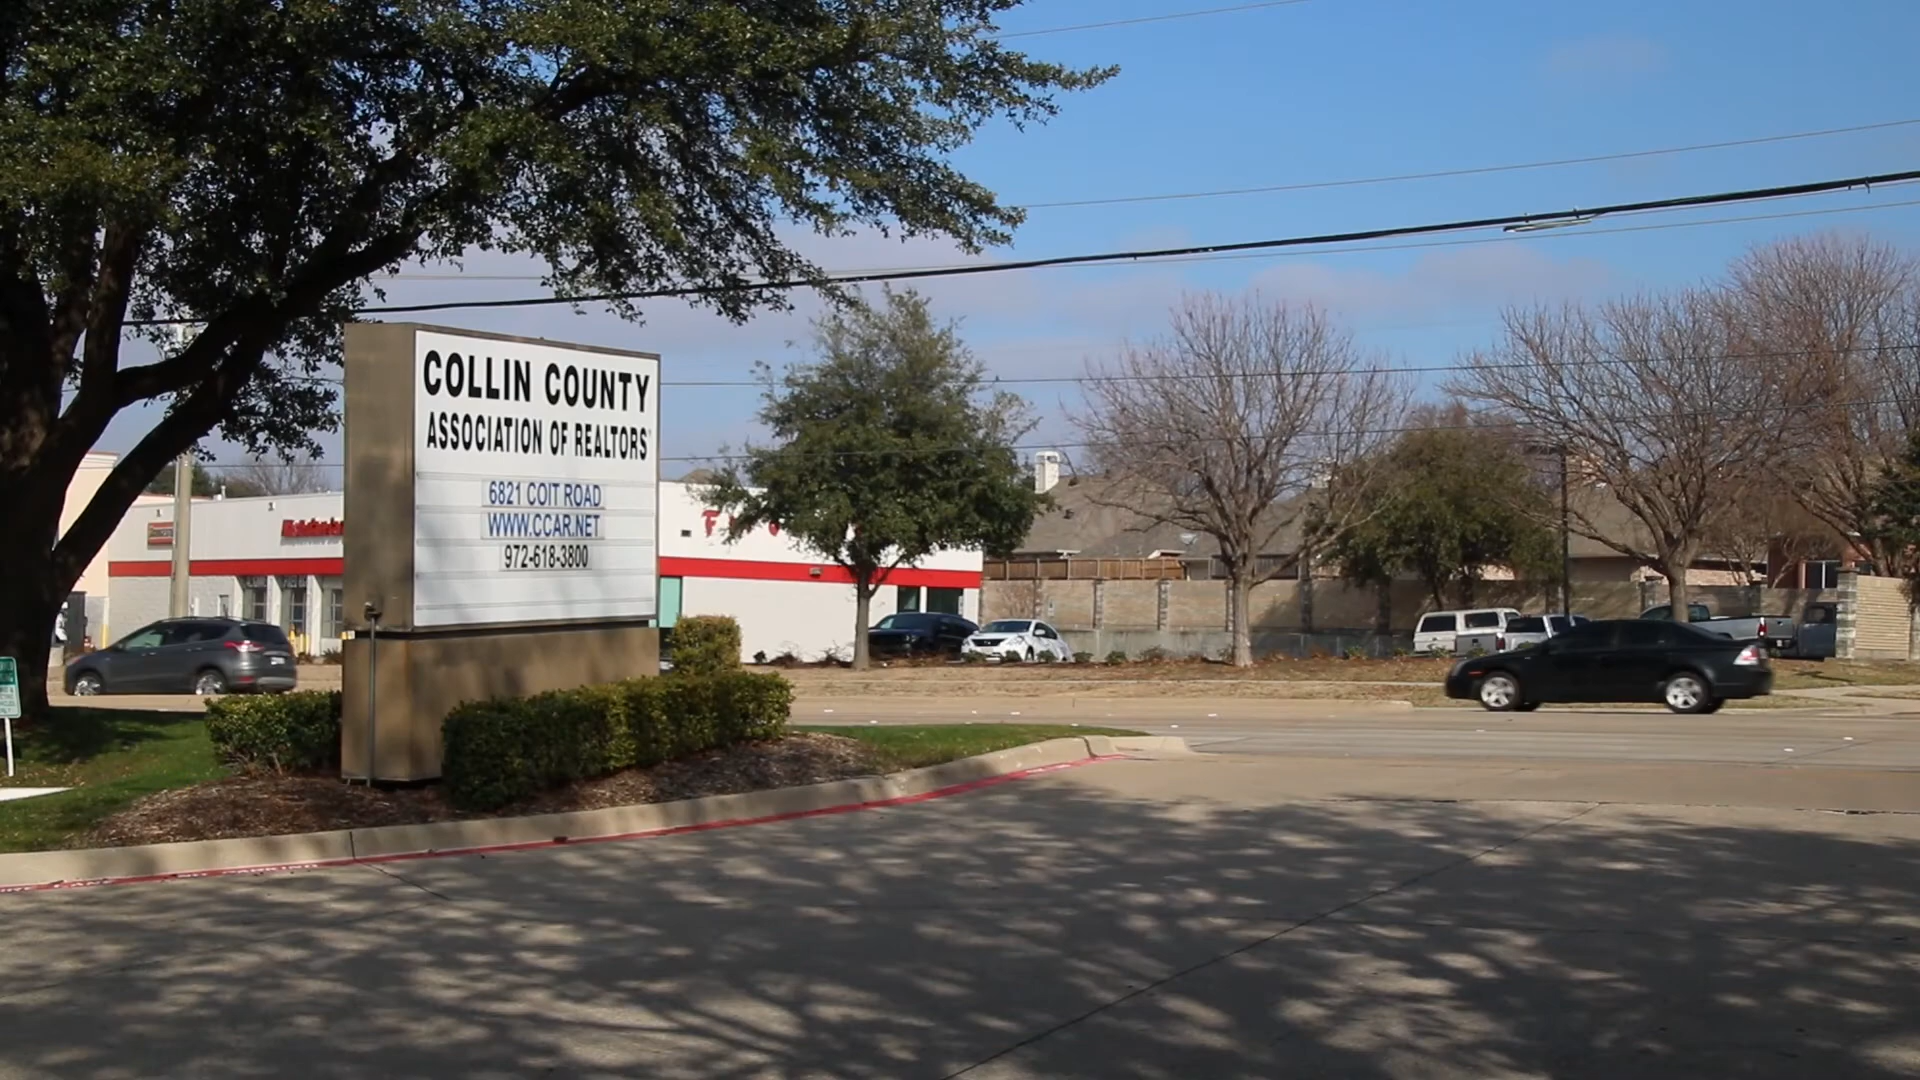 COLLIN COUNTY
ASSOCIATION OF REALTORS®
6821 COIT ROAD
WWW.CCAR.NET
972-618-3800